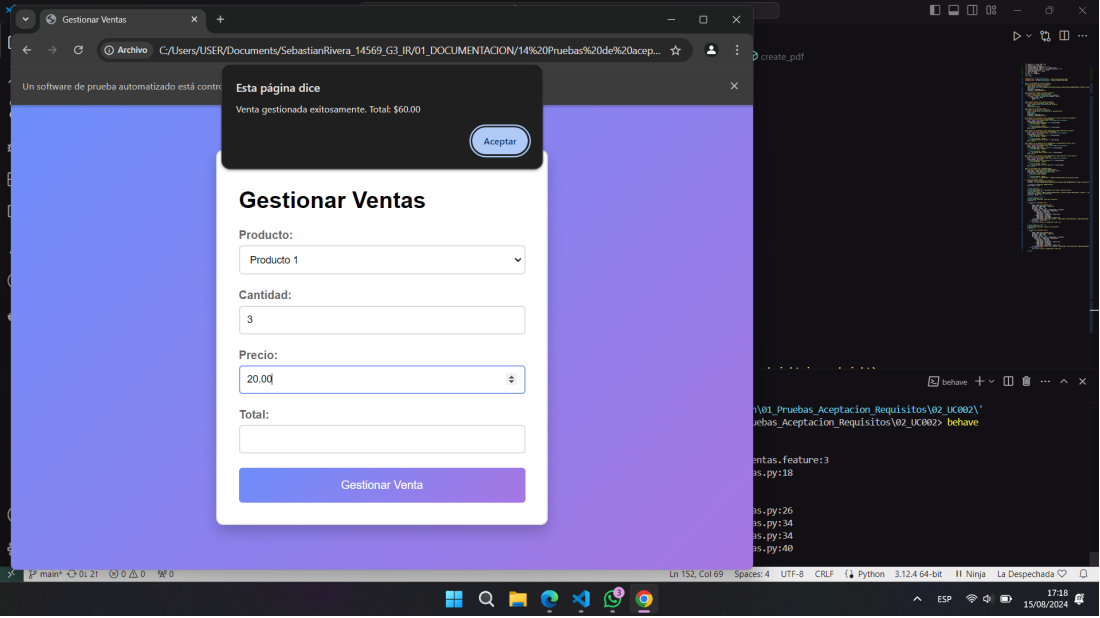 Gestionar Ventas
Archivo
C:/Users/USER/Documents/SebastianRivera_14569_G3_IR/01_DOCUMENTACION/14%20Pruebas%20de%20acep...
Un software de prueba automatizado está contro
Esta página dice
Venta gestionada exitosamente. Total: $60.00
Aceptar
Gestionar Ventas
Producto:
Producto 1
Cantidad:
3
Precio:
20.00
Total:
Gestionar Venta
create_pdf
behave
n\01_Pruebas_Aceptacion_Requisitos\02_UC002\'
uebas_Aceptacion_Requisitos\02_UC002> behave
entas.feature:3
as.py:18
as.py:26
as.py:34
as.py:34
as.py:40
main* 0↓ 2↑ 0 0 0
Ln 152, Col 69 Spaces: 4 UTF-8 CRLF Python 3.12.4 64-bit Ninja La Despechada
3
ESP
17:18
15/08/2024